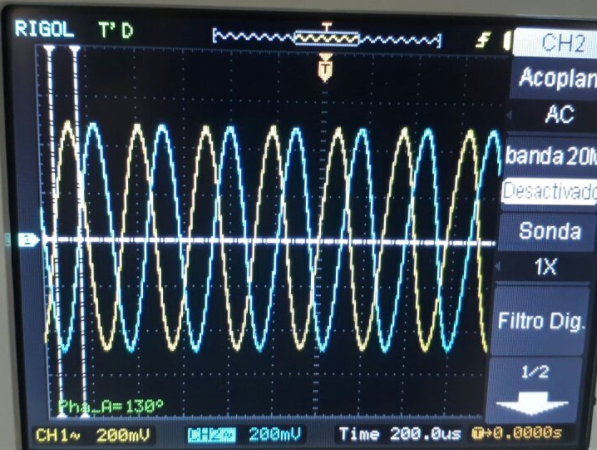 RIGOL T'D
T
T
CH2
Acoplan
AC
banda 20M
Desactivado
Sonda
1X
Filtro Dig.
1/2
2
Pha_A=130°
CH1~ 200mV CH2~ 200mV Time 200.0us T→0.0000s